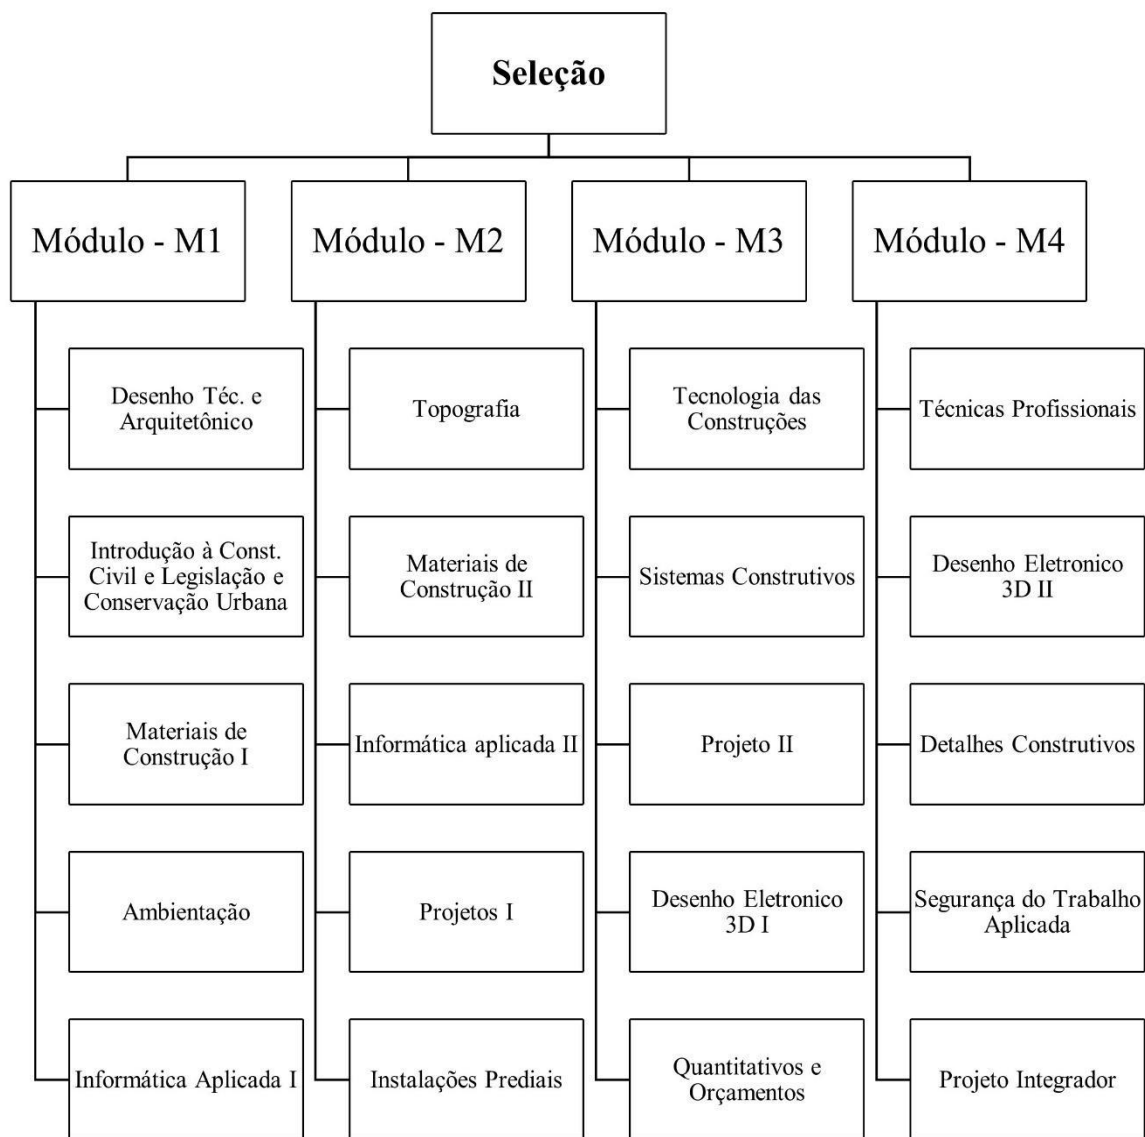 Seleção
Módulo - M1
Módulo - M2
Módulo - M3
Módulo - M4
Desenho Téc. e
Arquitetônico
Introdução à Const.
Civil e Legislação e
Conservação Urbana
Materiais de
Construção I
Ambientação
Informática Aplicada I
Topografia
Materiais de
Construção II
Informática aplicada II
Projetos I
Instalações Prediais
Tecnologia das
Construções
Sistemas Construtivos
Projeto II
Desenho Eletronico
3D I
Quantitativos e
Orçamentos
Técnicas Profissionais
Desenho Eletronico
3D II
Detalhes Construtivos
Segurança do Trabalho
Aplicada
Projeto Integrador